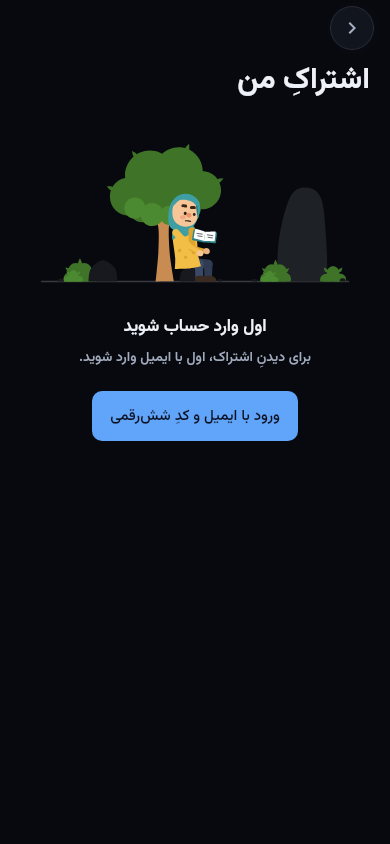 اشتراکِ من
اول وارد حساب شوید
برای دیدنِ اشتراک، اول با ایمیل وارد شوید.
ورود با ایمیل و کدِ شش‌رقمی